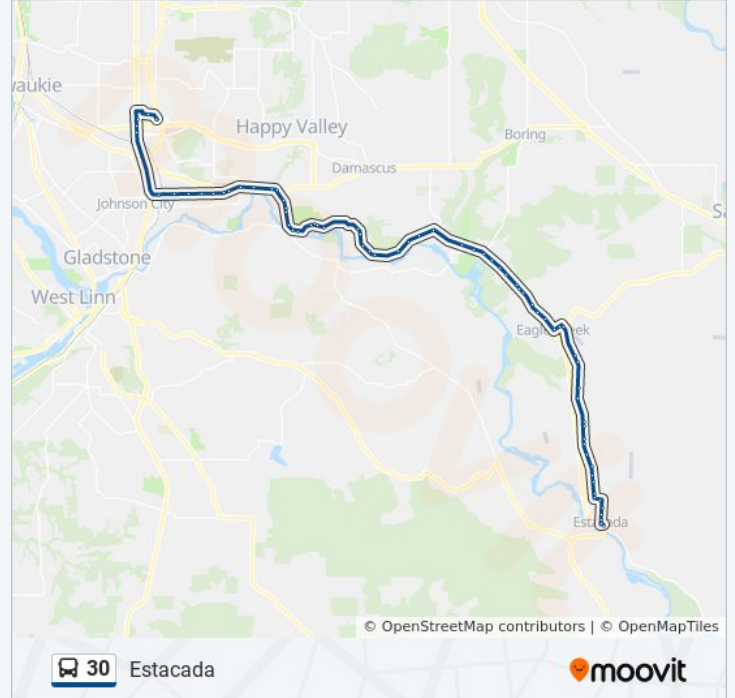 waukie
Happy Valley
Boring
Damascus
Johnson City
Sa
Gladstone
West Linn
Eagle Creek
Estacada
© OpenStreetMap contributors | © OpenMapTiles
30 Estacada
moovit